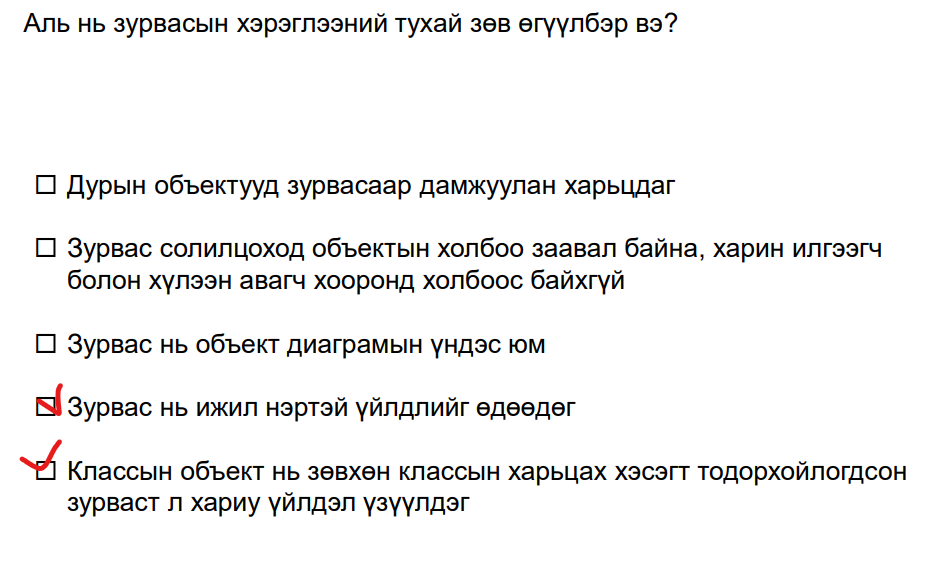 Аль нь зурвасын хэрэглээний тухай зөв өгүүлбэр вэ?
Дурын объектууд зурвасаар дамжуулан харьцдаг
Зурвас солилцоход объектын холбоо заавал байна, харин илгээгч
болон хүлээн авагч хооронд холбоос байхгүй
Зурвас нь объект диаграмын үндэс юм
Зурвас нь ижил нэртэй үйлдлийг өдөөдөг
Классын объект нь зөвхөн классын харьцах хэсэгт тодорхойлогдсон
зурваст л хариу үйлдэл үзүүлдэг